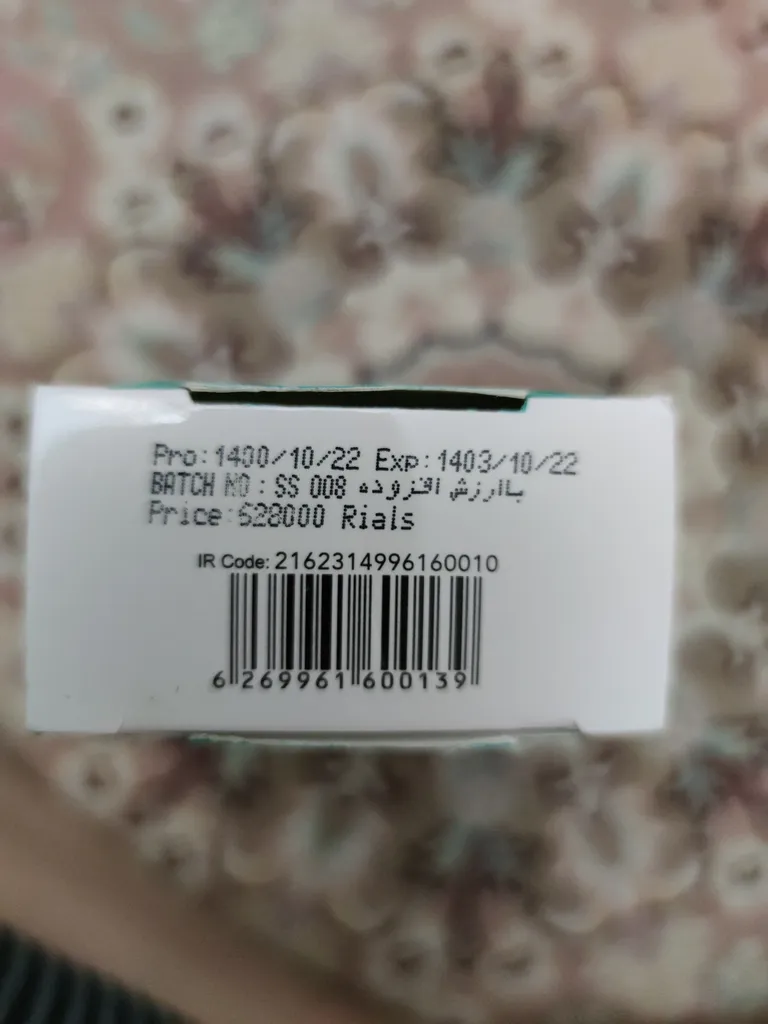 Pro:1400/10/22 Exp:1403/10/22
BATCH NO: SS 008 باارزش افزوده
Price:628000 Rials
IR Code: 2162314996160010
6 269961 600139